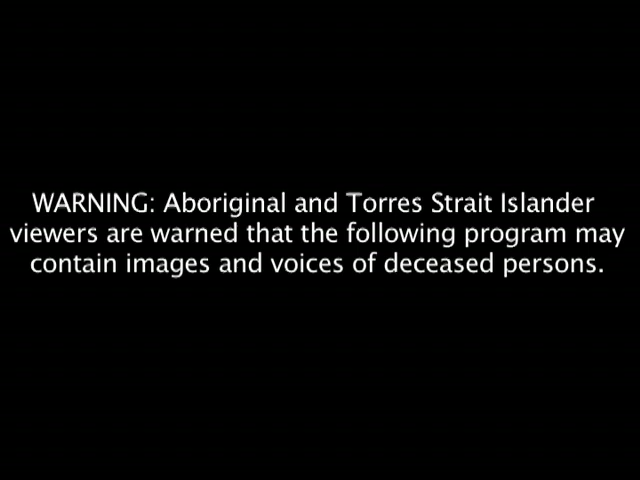 WARNING: Aboriginal and Torres Strait Islander
viewers are warned that the following program may
contain images and voices of deceased persons.